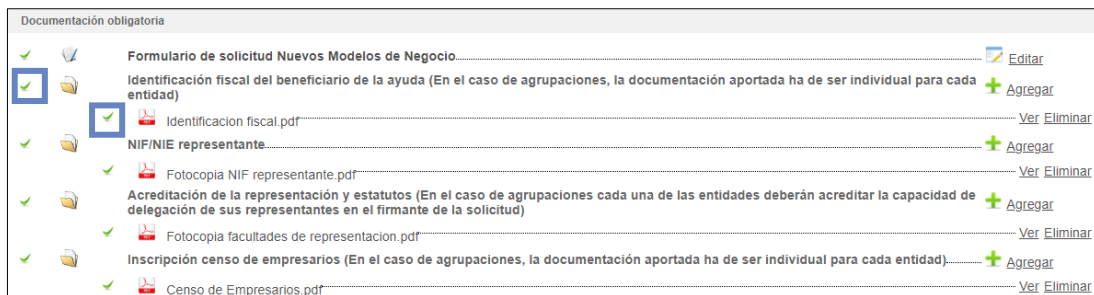 Documentación obligatoria
Formulario de solicitud Nuevos Modelos de Negocio Editar
Identificación fiscal del beneficiario de la ayuda (En el caso de agrupaciones, la documentación aportada ha de ser individual para cada
entidad) Agregar
Identificacion fiscal.pdf Ver Eliminar
NIF/NIE representante Agregar
Fotocopia NIF representante.pdf Ver Eliminar
Acreditación de la representación y estatutos (En el caso de agrupaciones cada una de las entidades deberán acreditar la capacidad de
delegación de sus representantes en el firmante de la solicitud) Agregar
Fotocopia facultades de representacion.pdf Ver Eliminar
Inscripción censo de empresarios (En el caso de agrupaciones, la documentación aportada ha de ser individual para cada entidad) Agregar
Censo de Empresarios.pdf Ver Eliminar